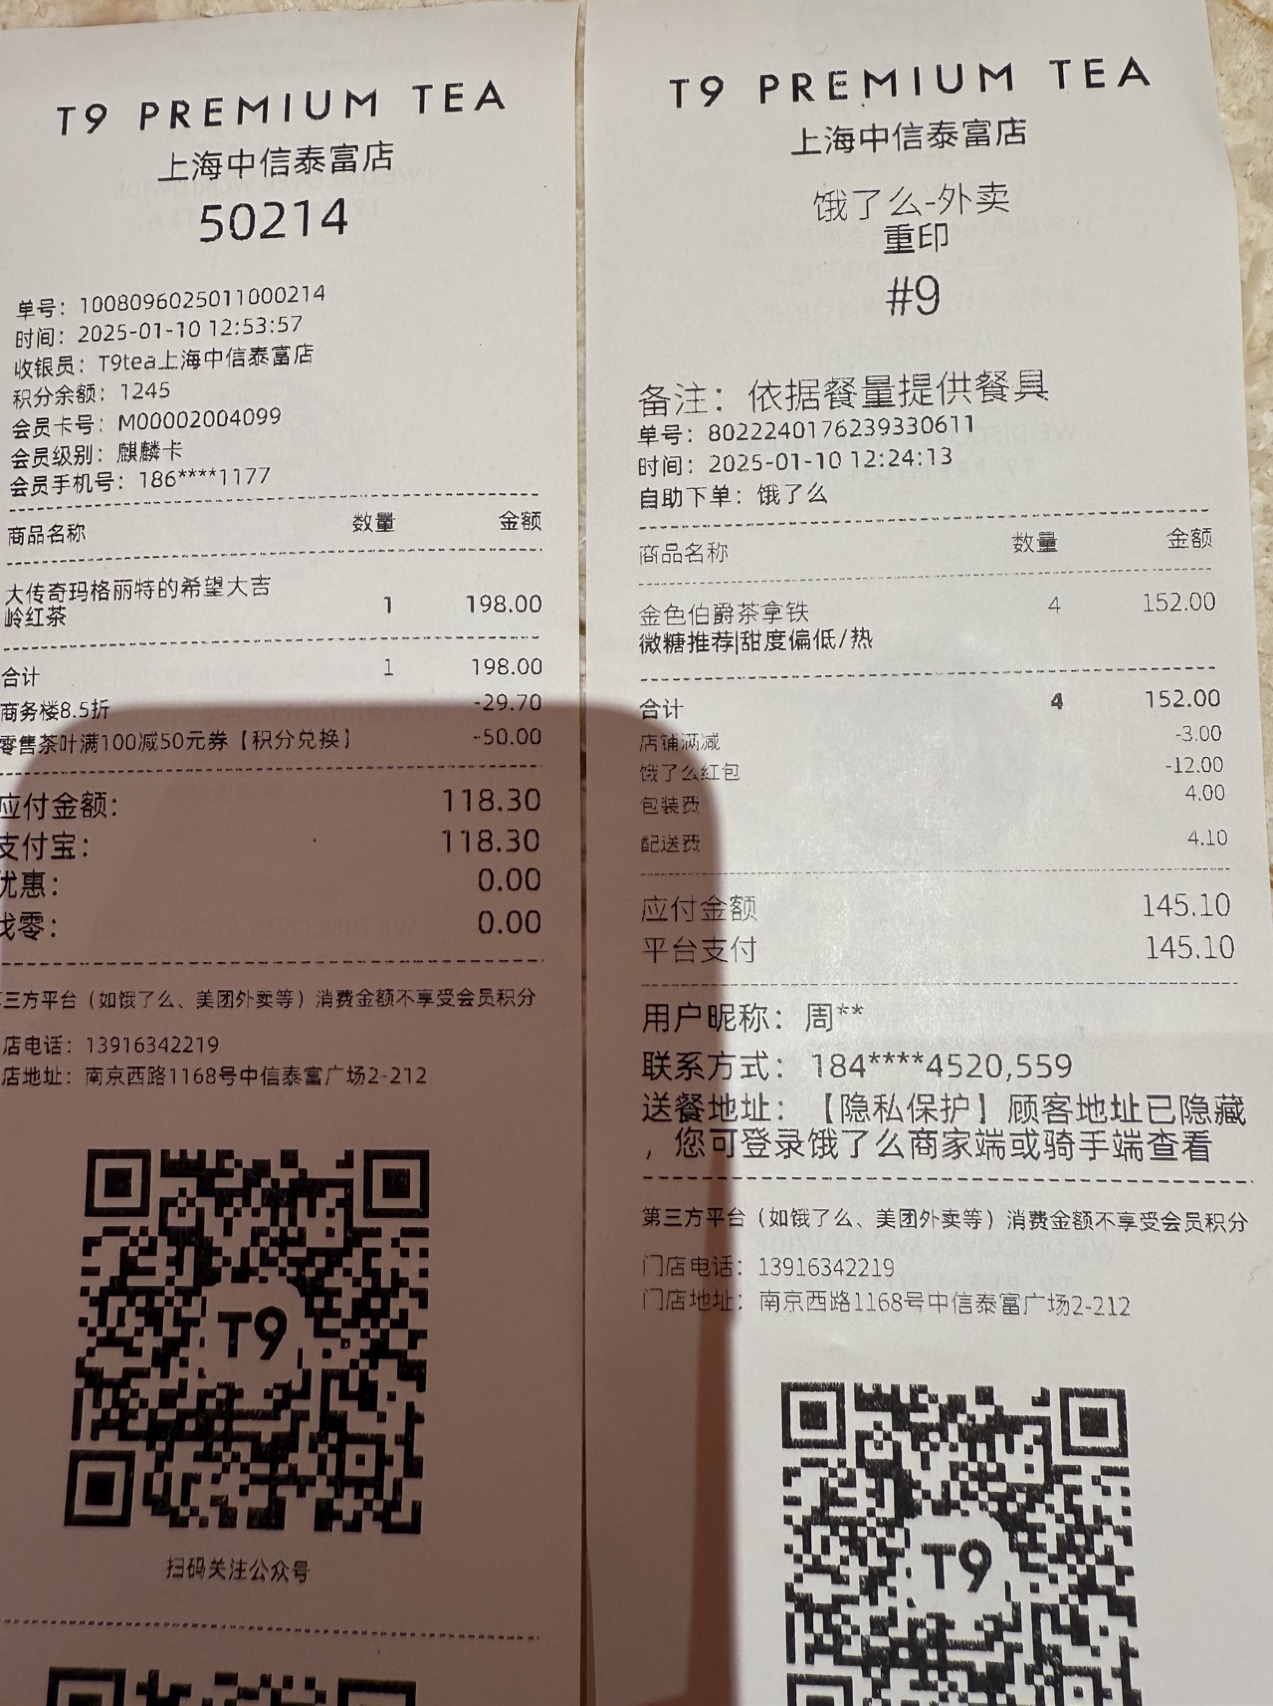 T9 PREMIUM TEA
上海中信泰富店
50214
单号：1008096025011000214
时间：2025-01-10 12:53:57
收银员：T9tea上海中信泰富店
积分余额：1245
会员卡号：M00002004099
会员级别：麒麟卡
会员手机号：186****1177
商品名称 数量 金额
大传奇玛格丽特的希望大吉
岭红茶 1 198.00
合计 1 198.00
商务楼8.5折 -29.70
零售茶叶满100减50元券【积分兑换】 -50.00
应付金额： 118.30
支付宝： 118.30
优惠： 0.00
找零： 0.00
三方平台（如饿了么、美团外卖等）消费金额不享受会员积分
店电话：13916342219
店地址：南京西路1168号中信泰富广场2-212
T9
扫码关注公众号
T9 PREMIUM TEA
上海中信泰富店
饿了么-外卖
重印
#9
备注：依据餐量提供餐具
单号：8022240176239330611
时间：2025-01-10 12:24:13
自助下单：饿了么
商品名称 数量 金额
金色伯爵茶拿铁 4 152.00
微糖推荐|甜度偏低/热
合计 4 152.00
店铺满减 -3.00
饿了么红包 -12.00
包装费 4.00
配送费 4.10
应付金额 145.10
平台支付 145.10
用户昵称：周**
联系方式：184****4520,559
送餐地址：【隐私保护】顾客地址已隐藏
，您可登录饿了么商家端或骑手端查看
第三方平台（如饿了么、美团外卖等）消费金额不享受会员积分
门店电话：13916342219
门店地址：南京西路1168号中信泰富广场2-212
T9